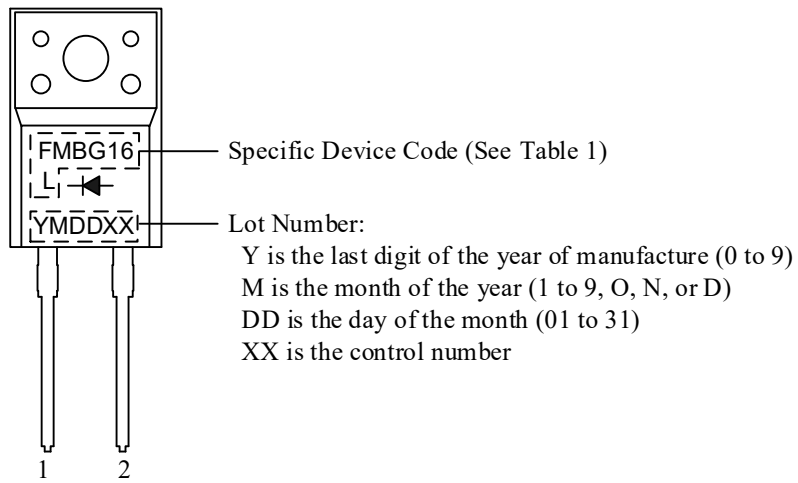 FMBG16
L
YMDDXX
Specific Device Code (See Table 1)
Lot Number:
Y is the last digit of the year of manufacture (0 to 9)
M is the month of the year (1 to 9, O, N, or D)
DD is the day of the month (01 to 31)
XX is the control number
1 2